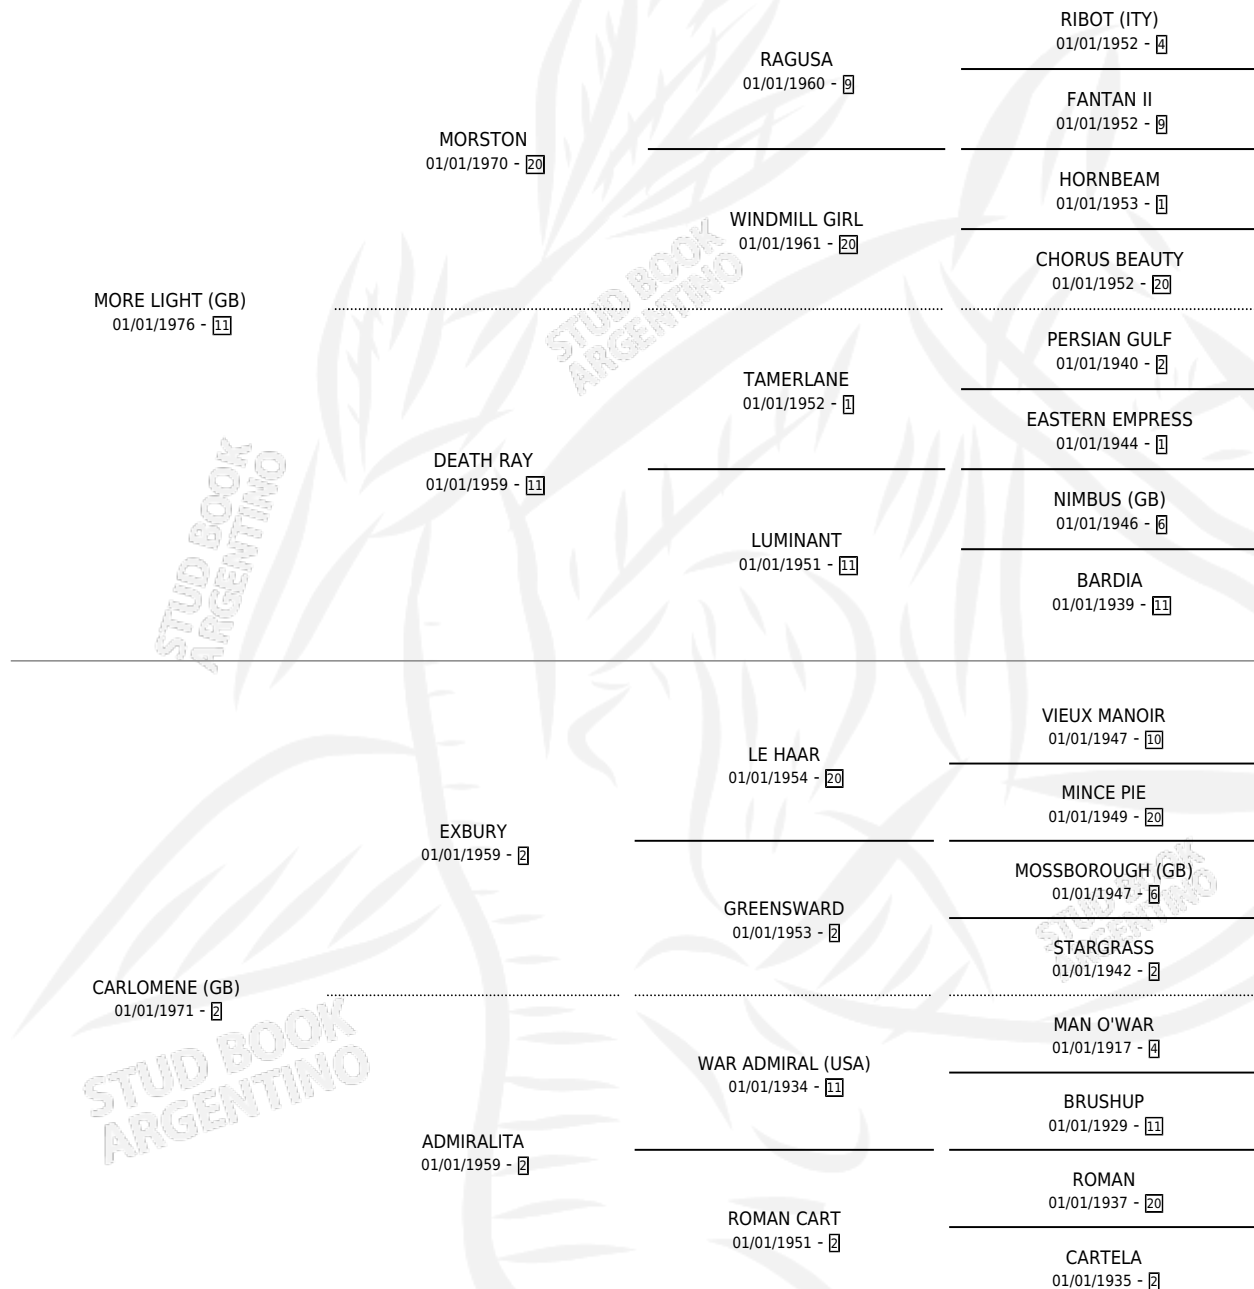 RIBOT (ITY)
01/01/1952 - 4
RAGUSA
01/01/1960 - 9
FANTAN II
01/01/1952 - 9
MORSTON
01/01/1970 - 20
HORNBEAM
01/01/1953 - 1
WINDMILL GIRL
01/01/1961 - 20
CHORUS BEAUTY
01/01/1952 - 20
MORE LIGHT (GB)
01/01/1976 - 11
STUD BOOK
ARGENTINO
PERSIAN GULF
01/01/1940 - 2
TAMERLANE
01/01/1952 - 1
EASTERN EMPRESS
01/01/1944 - 1
DEATH RAY
01/01/1959 - 11
NIMBUS (GB)
01/01/1946 - 6
LUMINANT
01/01/1951 - 11
BARDIA
01/01/1939 - 11
STUD BOOK
ARGENTINO
VIEUX MANOIR
01/01/1947 - 10
LE HAAR
01/01/1954 - 20
MINCE PIE
01/01/1949 - 20
EXBURY
01/01/1959 - 2
MOSSBOROUGH (GB)
01/01/1947 - 6
GREENSWARD
01/01/1953 - 2
STUD BOOK
ARGENTINO
STARGRASS
01/01/1942 - 2
CARLOMENE (GB)
01/01/1971 - 2
STUD BOOK
ARGENTINO
MAN O'WAR
01/01/1917 - 4
WAR ADMIRAL (USA)
01/01/1934 - 11
BRUSHUP
01/01/1929 - 11
ADMIRALITA
01/01/1959 - 2
ROMAN
01/01/1937 - 20
ROMAN CART
01/01/1951 - 2
CARTELA
01/01/1935 - 2